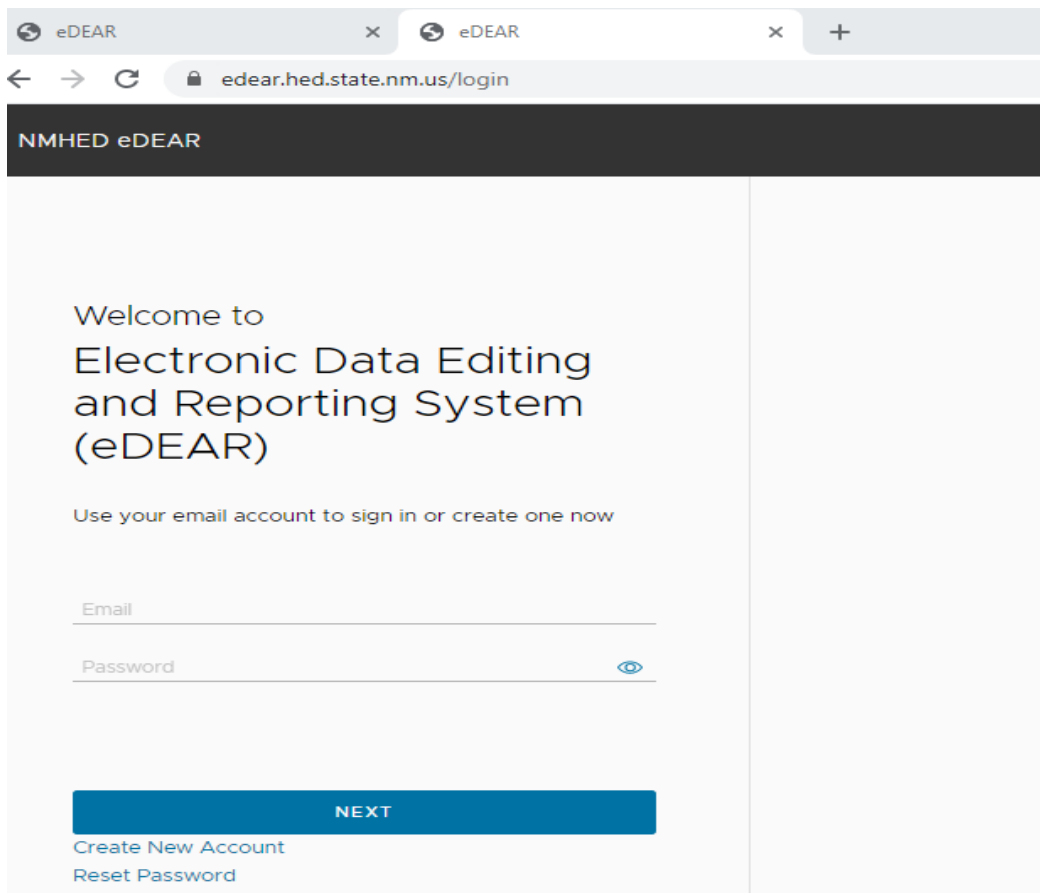 eDEAR
eDEAR
edear.hed.state.nm.us/login
NMHED eDEAR
Welcome to
Electronic Data Editing
and Reporting System
(eDEAR)
Use your email account to sign in or create one now
Email
Password
NEXT
Create New Account
Reset Password